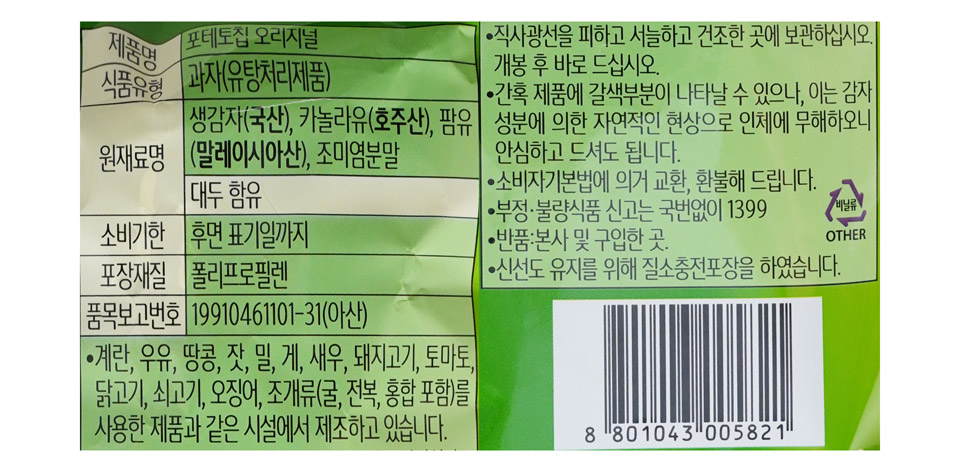 제품명 포테토칩 오리지널
식품유형 과자(유탕처리제품)
원재료명 생감자(국산), 카놀라유(호주산), 팜유
(말레이시아산), 조미염분말
대두 함유
소비기한 후면 표기일까지
포장재질 폴리프로필렌
품목보고번호 19910461101-31(아산)
•계란, 우유, 땅콩, 잣, 밀, 게, 새우, 돼지고기, 토마토,
닭고기, 쇠고기, 오징어, 조개류(굴, 전복, 홍합 포함)를
사용한 제품과 같은 시설에서 제조하고 있습니다.
•직사광선을 피하고 서늘하고 건조한 곳에 보관하십시오.
개봉 후 바로 드십시오.
•간혹 제품에 갈색부분이 나타날 수 있으나, 이는 감자
성분에 의한 자연적인 현상으로 인체에 무해하오니
안심하고 드셔도 됩니다.
•소비자기본법에 의거 교환, 환불해 드립니다.
•부정·불량식품 신고는 국번없이 1399
•반품:본사 및 구입한 곳.
•신선도 유지를 위해 질소충전포장을 하였습니다.
비닐류
OTHER
8 801043 005821